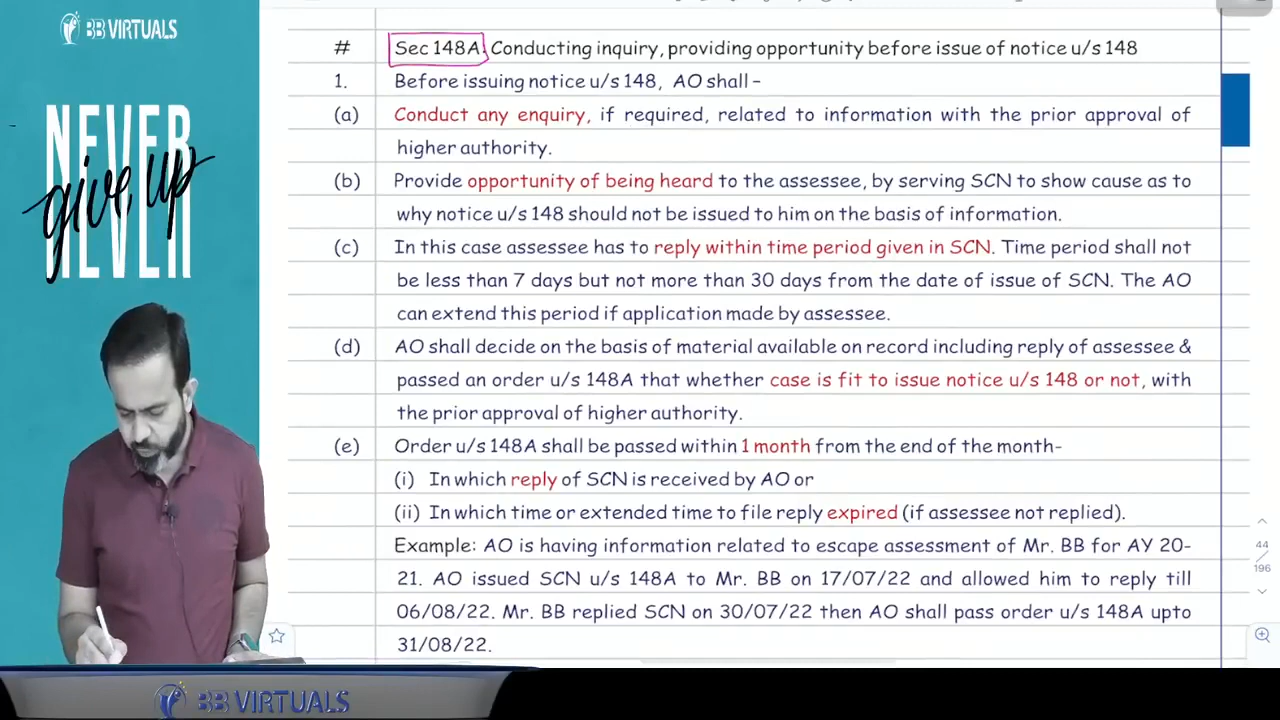 BB VIRTUALS
NEVER
give up
NEVER
# Sec 148A: Conducting inquiry, providing opportunity before issue of notice u/s 148
1. Before issuing notice u/s 148, AO shall –
(a) Conduct any enquiry, if required, related to information with the prior approval of
higher authority.
(b) Provide opportunity of being heard to the assessee, by serving SCN to show cause as to
why notice u/s 148 should not be issued to him on the basis of information.
(c) In this case assessee has to reply within time period given in SCN. Time period shall not
be less than 7 days but not more than 30 days from the date of issue of SCN. The AO
can extend this period if application made by assessee.
(d) AO shall decide on the basis of material available on record including reply of assessee &
passed an order u/s 148A that whether case is fit to issue notice u/s 148 or not, with
the prior approval of higher authority.
(e) Order u/s 148A shall be passed within 1 month from the end of the month-
(i) In which reply of SCN is received by AO or
(ii) In which time or extended time to file reply expired (if assessee not replied).
Example: AO is having information related to escape assessment of Mr. BB for AY 20-
21. AO issued SCN u/s 148A to Mr. BB on 17/07/22 and allowed him to reply till
06/08/22. Mr. BB replied SCN on 30/07/22 then AO shall pass order u/s 148A upto
31/08/22.
44
196
BB VIRTUALS